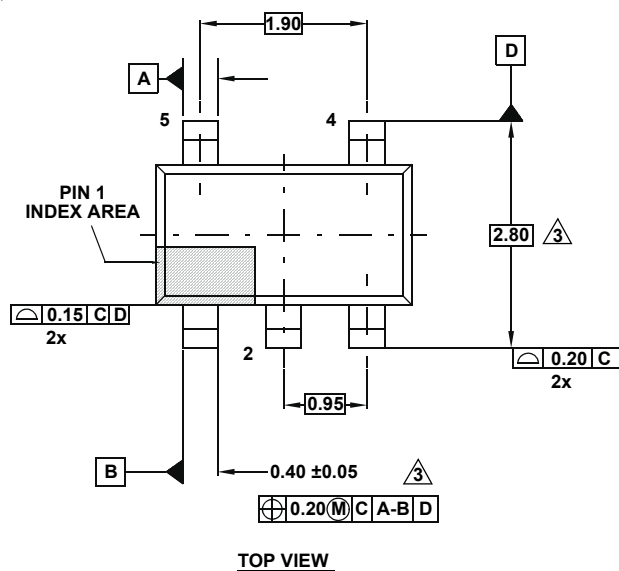 1.90
D
A
5
4
PIN 1
INDEX AREA
2.80
3
0.15 C D
2x
2
0.20 C
2x
0.95
B
0.40 ±0.05
3
0.20 M C A-B D
TOP VIEW